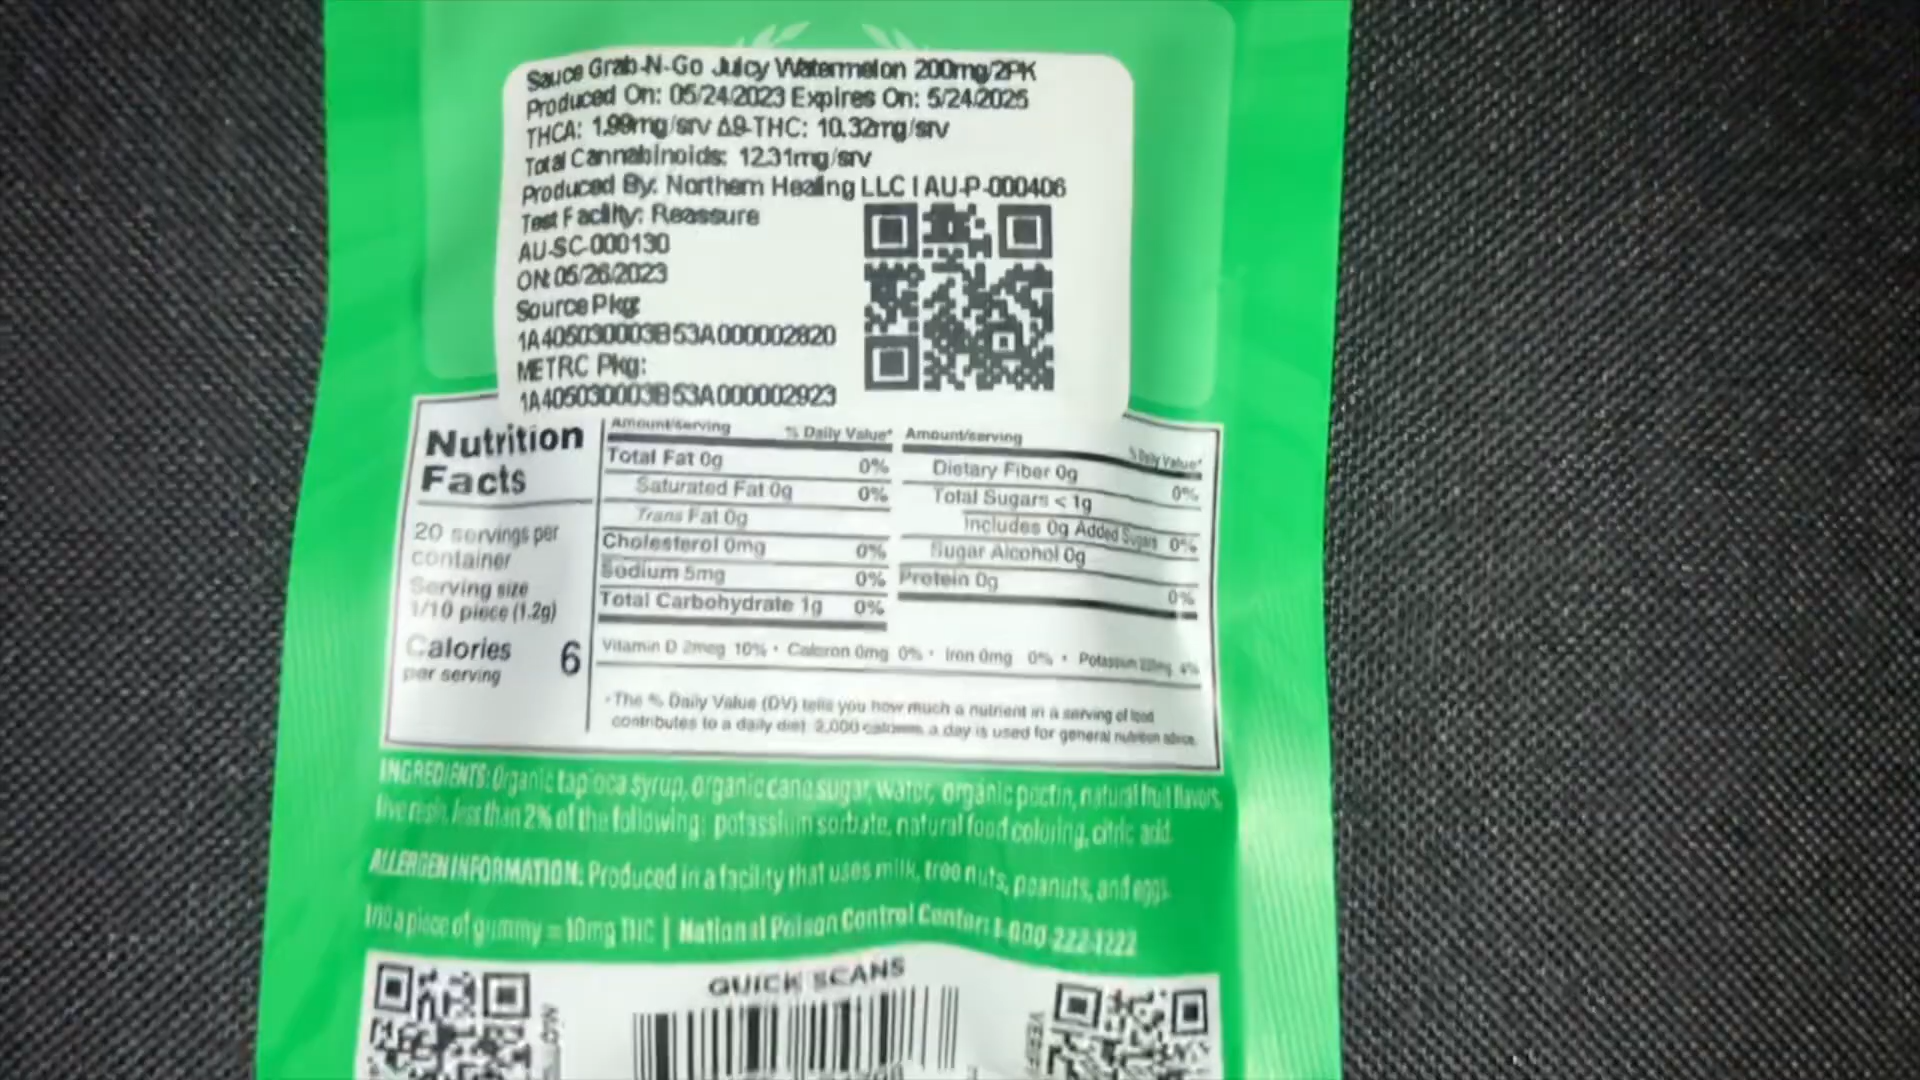 Sauce Grab-N-Go Juicy Watermelon 200mg/2PK
Produced On: 05/24/2023 Expires On: 5/24/2025
THCA: 1.99mg/srv Δ9-THC: 10.32mg/srv
Total Cannabinoids: 12.31mg/srv
Produced By: Northern Healing LLC | AU-P-000406
Test Facility: Reassure
AU-SC-000130
ON: 05/26/2023
Source Pkg:
1A405030003B53A000002820
METRC Pkg:
1A405030003B53A000002923
Nutrition
Facts
20 servings per
container
Serving size
1/10 piece (1.2g)
Calories 6
per serving
Amount/serving % Daily Value*
Total Fat 0g 0%
Saturated Fat 0g 0%
Trans Fat 0g
Cholesterol 0mg 0%
Sodium 5mg 0%
Total Carbohydrate 1g 0%
Amount/serving % Daily Value*
Dietary Fiber 0g 0%
Total Sugars < 1g
Includes 0g Added Sugars 0%
Sugar Alcohol 0g
Protein 0g 0%
Vitamin D 2mcg 10% • 0mg 0% • Iron 0mg 0% • Potassium 4%
*The % Daily Value (DV) tells you how much a nutrient in a serving of food
contributes to a daily diet. 2,000 calories a day is used for general nutrition advice.
INGREDIENTS: Organic tapioca syrup, organic cane sugar, water, organic pectin, natural fruit flavors,
live resin, less than 2% of the following: potassium sorbate, natural food coloring, citric acid.
ALLERGEN INFORMATION: Produced in a facility that uses milk, tree nuts, peanuts, and eggs.
a piece of gummy = 10mg THC | National Poison Control Center: 1-800-222-1222
QUICK SCANS